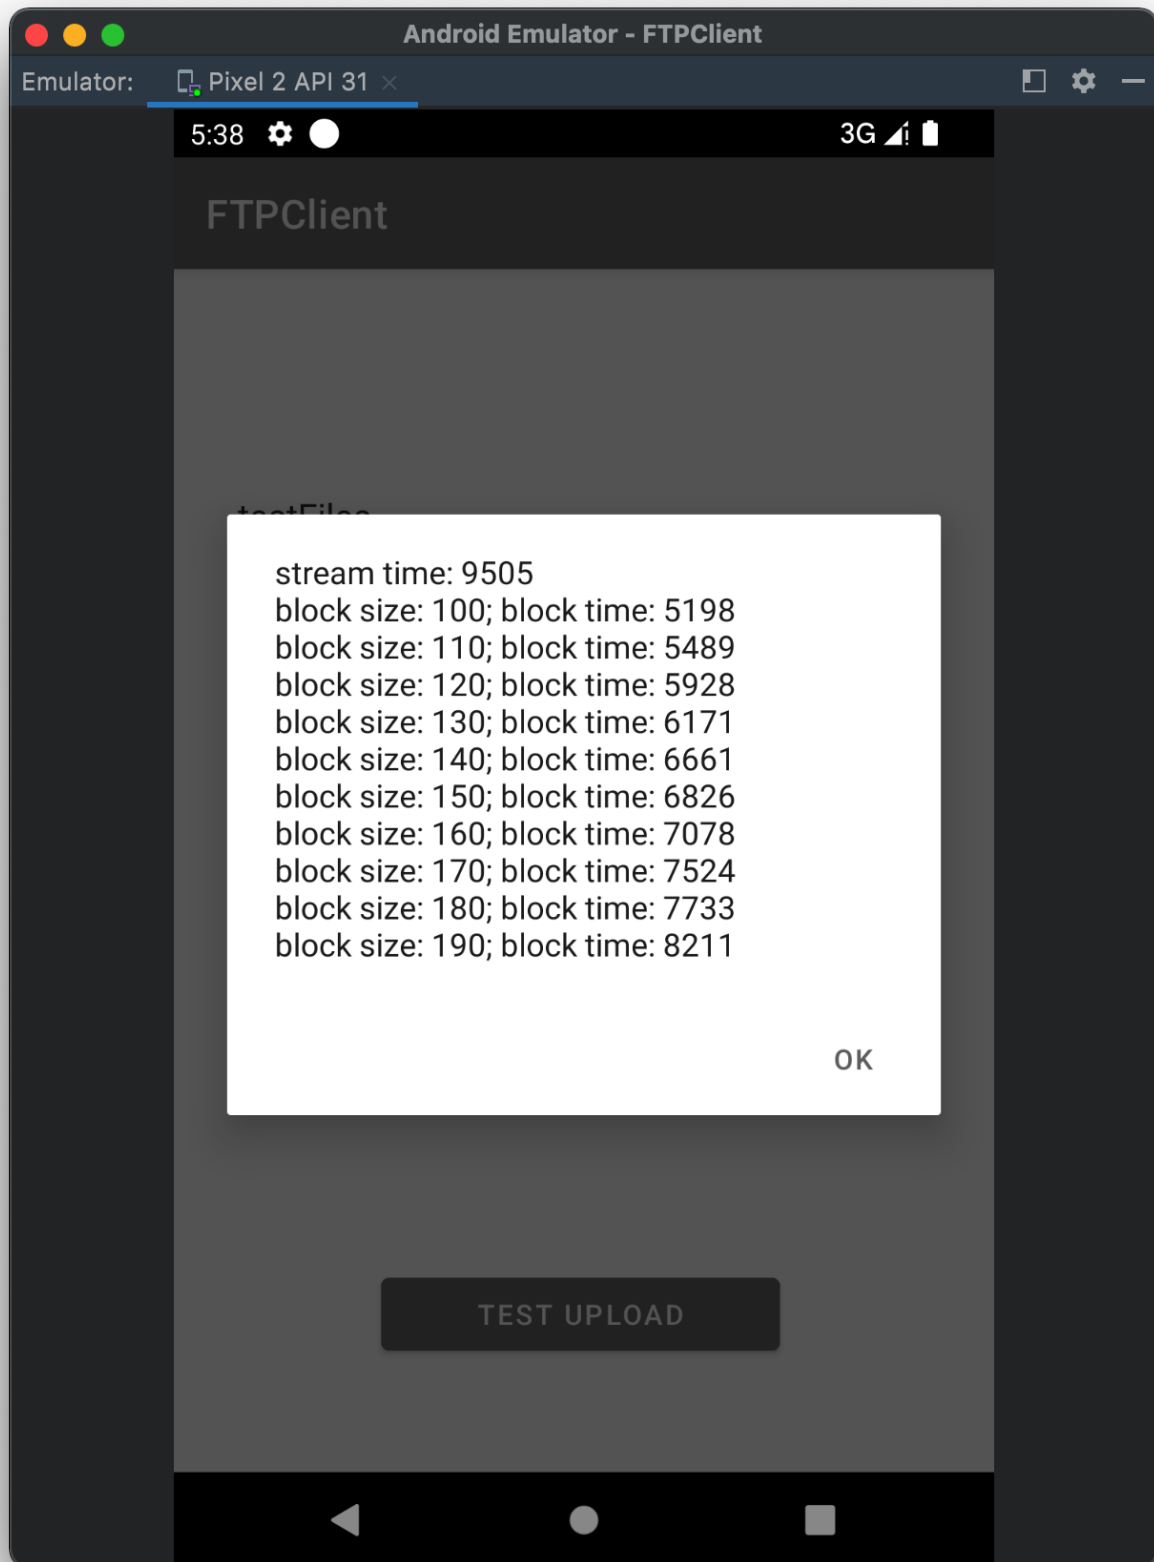 Android Emulator - FTPClient
Emulator: Pixel 2 API 31
5:38 3G
FTPClient
testFiles
stream time: 9505
block size: 100; block time: 5198
block size: 110; block time: 5489
block size: 120; block time: 5928
block size: 130; block time: 6171
block size: 140; block time: 6661
block size: 150; block time: 6826
block size: 160; block time: 7078
block size: 170; block time: 7524
block size: 180; block time: 7733
block size: 190; block time: 8211
OK
TEST UPLOAD